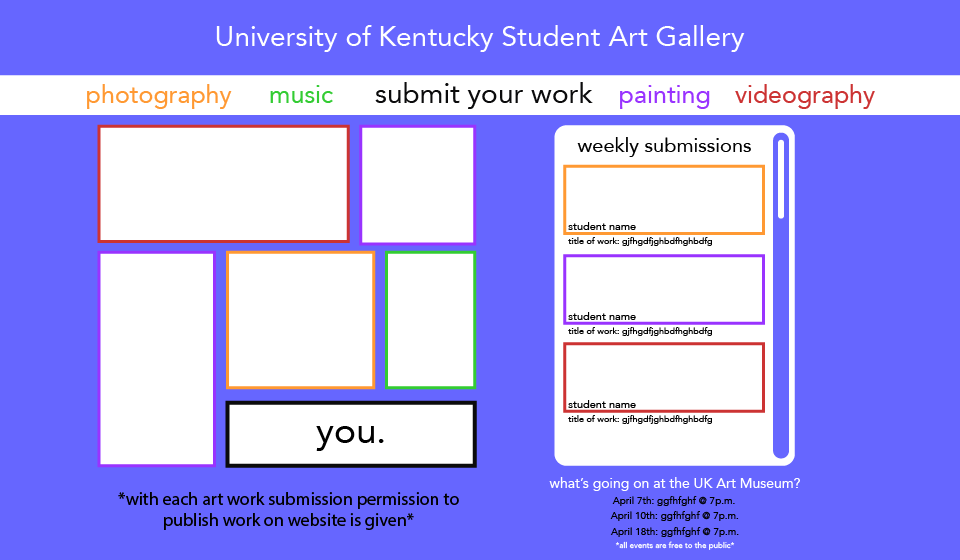 University of Kentucky Student Art Gallery
photography music submit your work painting videography
you.
*with each art work submission permission to
publish work on website is given*
weekly submissions
student name
title of work: gjfhgdfjghbdfhghbdfg
student name
title of work: gjfhgdfjghbdfhghbdfg
student name
title of work: gjfhgdfjghbdfhghbdfg
what's going on at the UK Art Museum?
April 7th: ggfhfghf @ 7p.m.
April 10th: ggfhfghf @ 7p.m.
April 18th: ggfhfghf @ 7p.m.
*all events are free to the public*